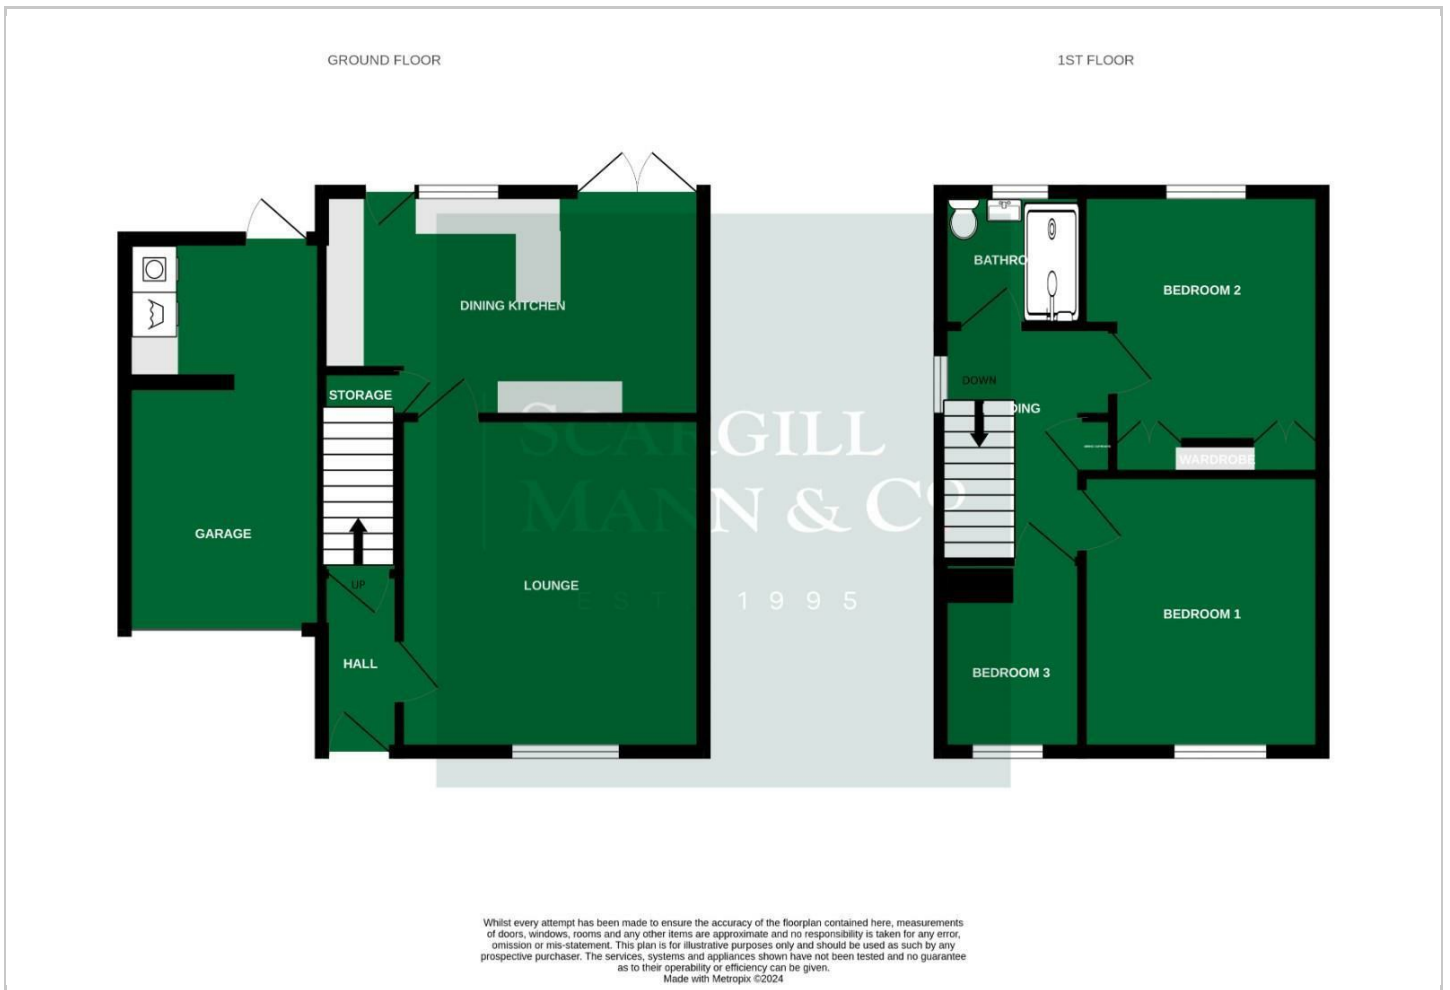 GROUND FLOOR
1ST FLOOR
BATHRO
BEDROOM 2
DINING KITCHEN
DOWN
STORAGE
DING
WARDROBE
SCARGILL
MANN & CO
GARAGE
UP
LOUNGE
EST. 1995
BEDROOM 1
HALL
BEDROOM 3
Whilst every attempt has been made to ensure the accuracy of the floorplan contained here, measurements
of doors, windows, rooms and any other items are approximate and no responsibility is taken for any error,
omission or mis-statement. This plan is for illustrative purposes only and should be used as such by any
prospective purchaser. The services, systems and appliances shown have not been tested and no guarantee
as to their operability or efficiency can be given.
Made with Metropix ©2024